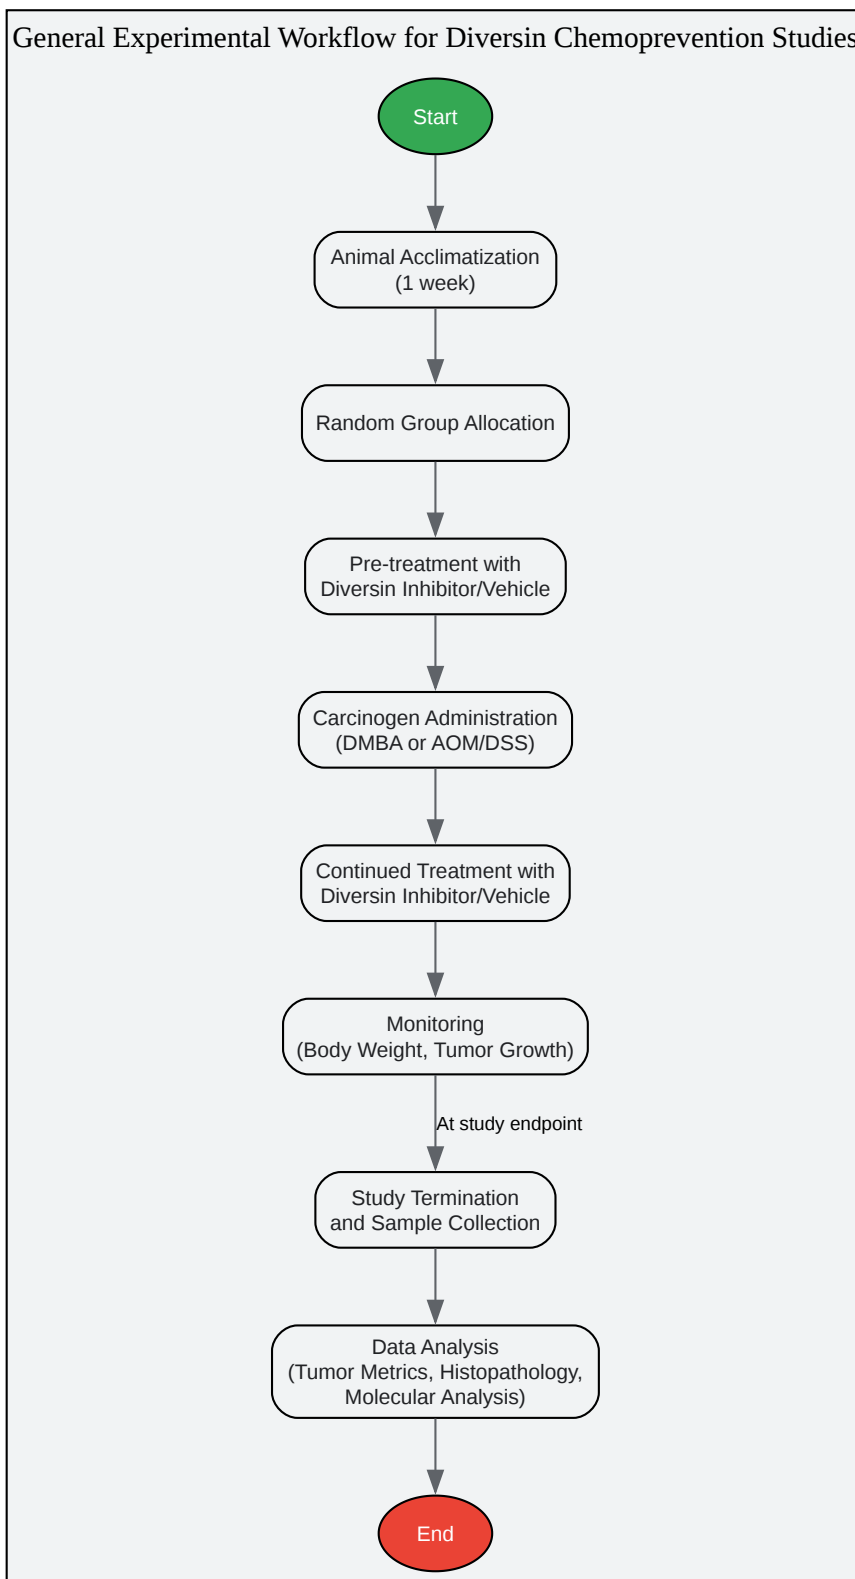 General Experimental Workflow for Diversin Chemoprevention Studies
Start
Animal Acclimatization
(1 week)
Random Group Allocation
Pre-treatment with
Diversin Inhibitor/Vehicle
Carcinogen Administration
(DMBA or AOM/DSS)
Continued Treatment with
Diversin Inhibitor/Vehicle
Monitoring
(Body Weight, Tumor Growth)
At study endpoint
Study Termination
and Sample Collection
Data Analysis
(Tumor Metrics, Histopathology,
Molecular Analysis)
End